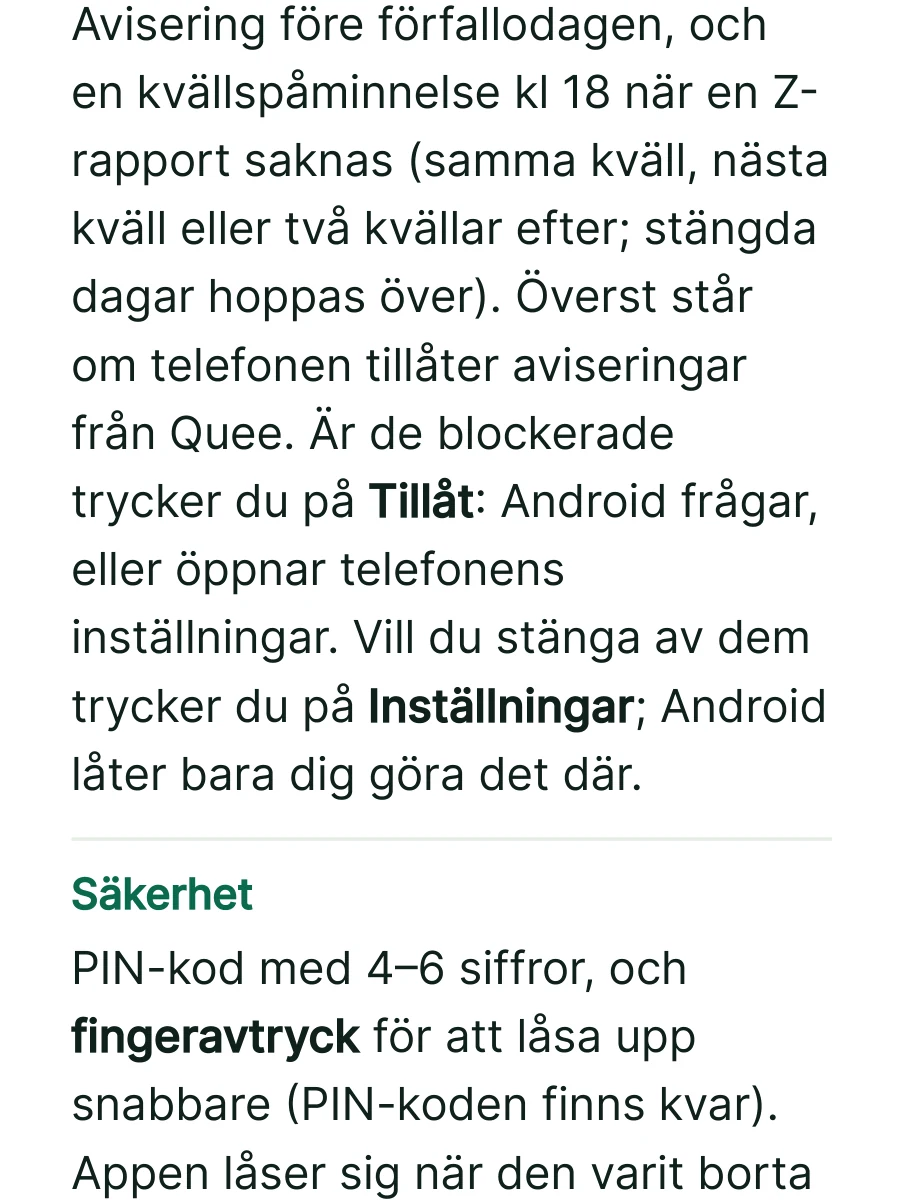 Avisering före förfallodagen, och
en kvällspåminnelse kl 18 när en Z-
rapport saknas (samma kväll, nästa
kväll eller två kvällar efter; stängda
dagar hoppas över). Överst står
om telefonen tillåter aviseringar
från Quee. Är de blockerade
trycker du på Tillåt: Android frågar,
eller öppnar telefonens
inställningar. Vill du stänga av dem
trycker du på Inställningar; Android
låter bara dig göra det där.
Säkerhet
PIN-kod med 4–6 siffror, och
fingeravtryck för att låsa upp
snabbare (PIN-koden finns kvar).
Appen låser sig när den varit borta